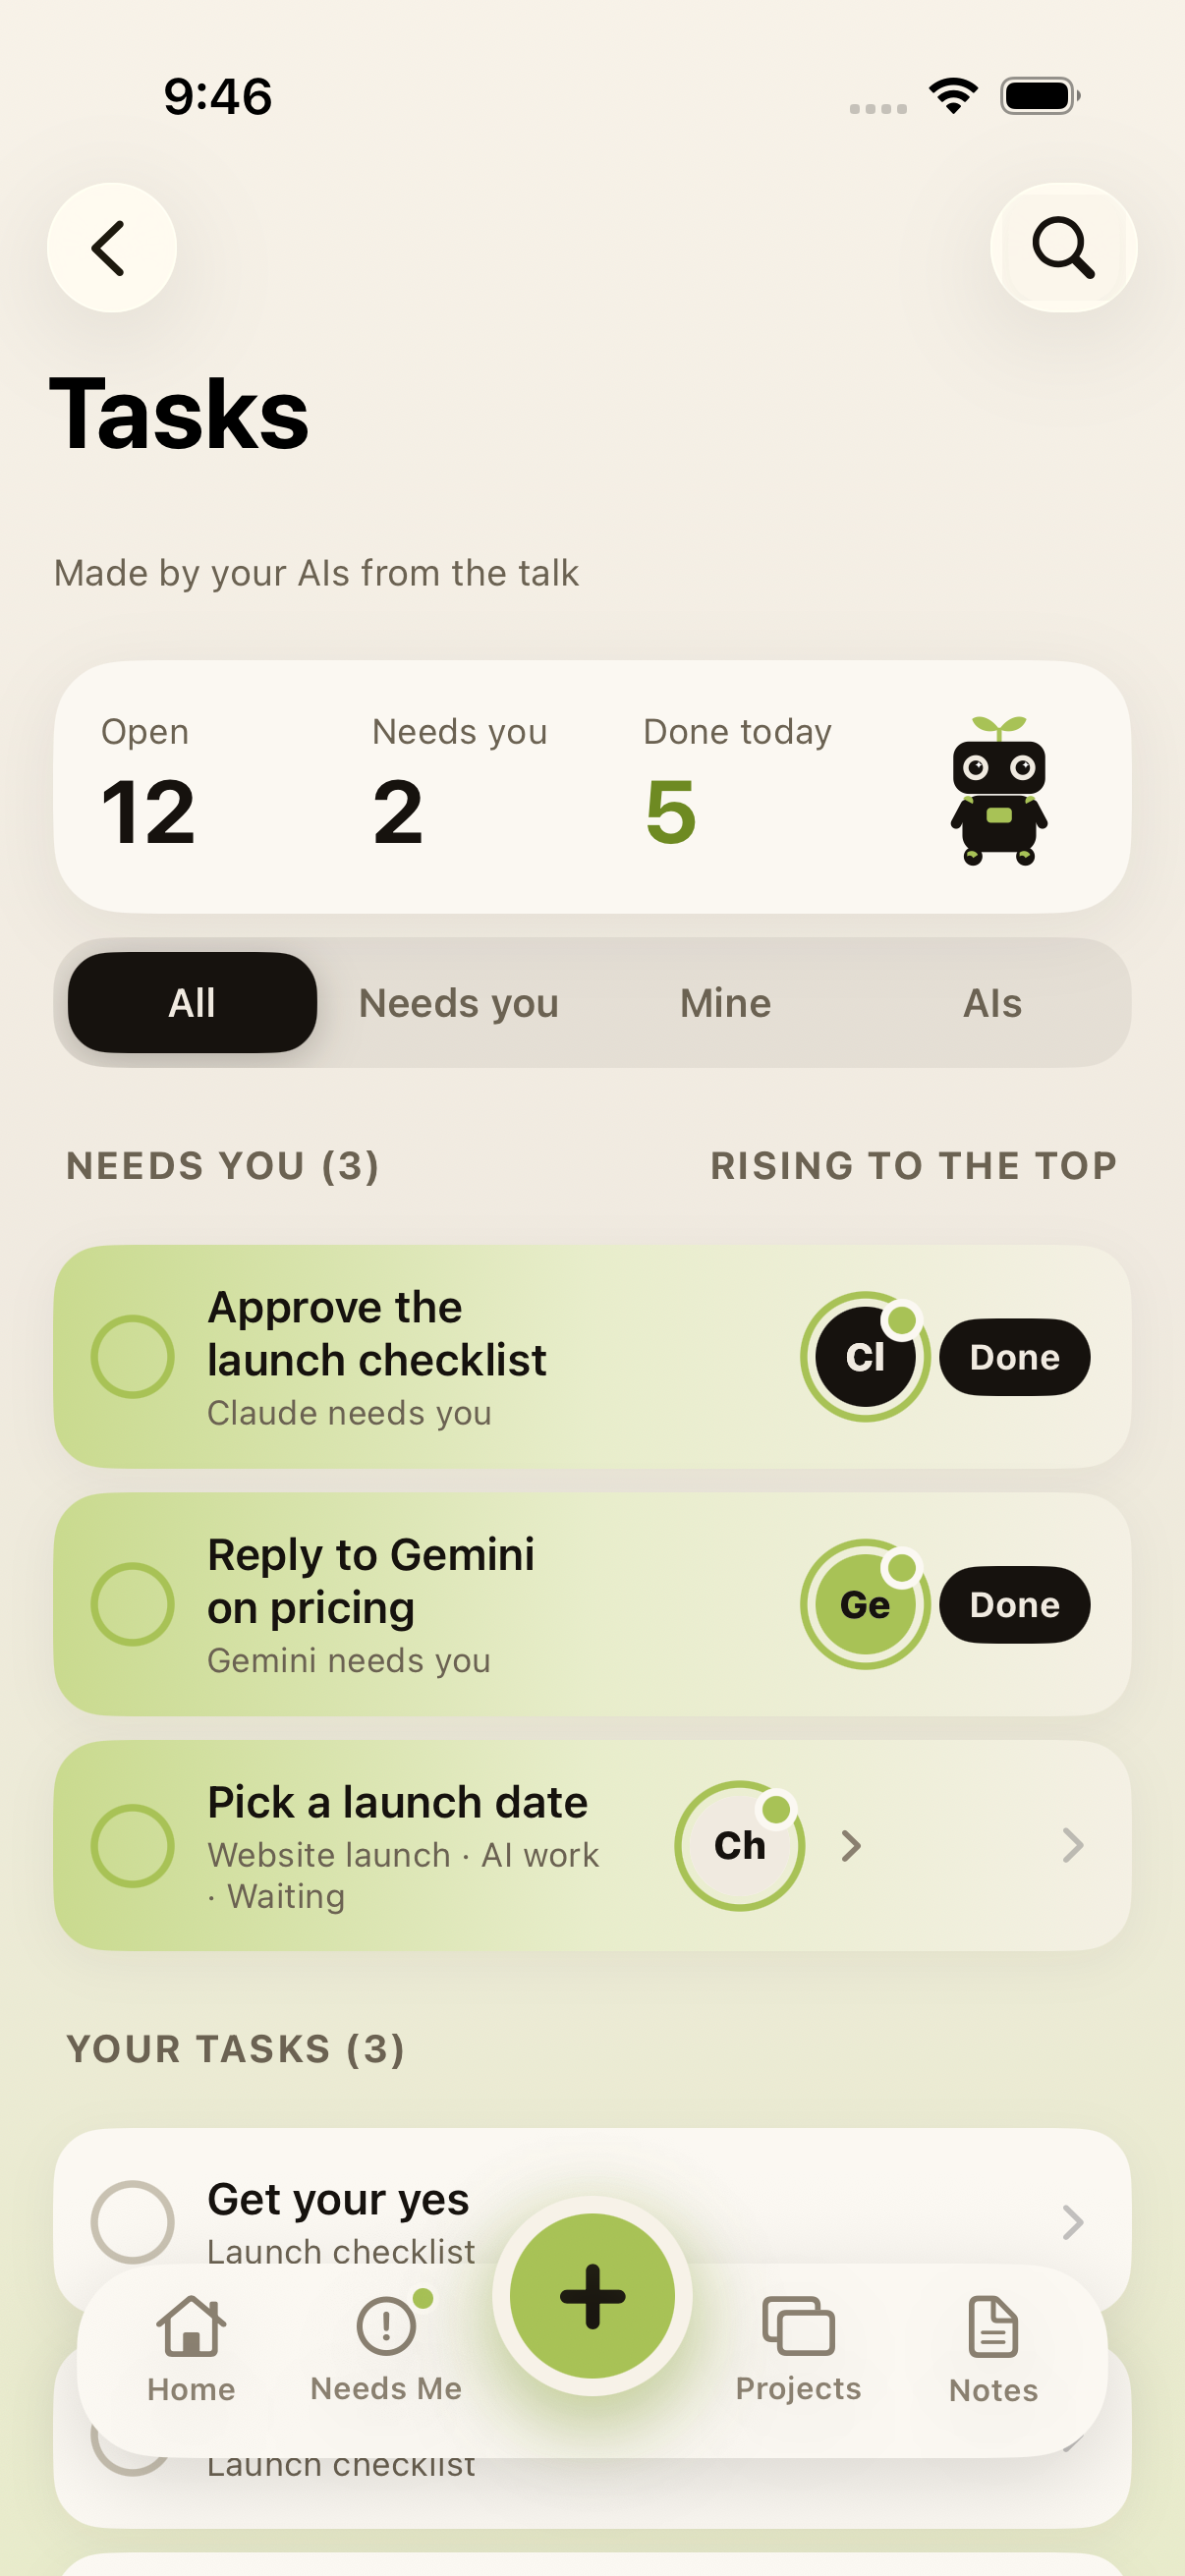 9:46
Tasks
Made by your AIs from the talk
Open
12
Needs you
2
Done today
5
All
Needs you
Mine
AIs
NEEDS YOU (3)
RISING TO THE TOP
Approve the
launch checklist
Claude needs you
Cl
Done
Reply to Gemini
on pricing
Gemini needs you
Ge
Done
Pick a launch date
Website launch · AI work
· Waiting
Ch
YOUR TASKS (3)
Get your yes
Launch checklist
Home
Needs Me
Projects
Notes
Launch checklist